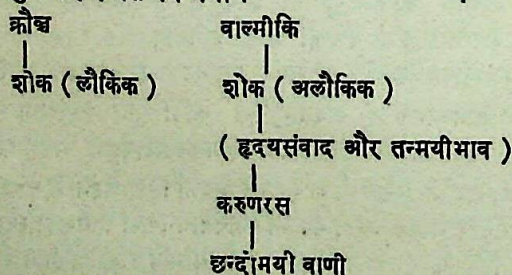 क्रौञ्च वाल्मीकि
शोक ( लौकिक ) शोक ( अलौकिक )
( हृदयसंवाद और तन्मयीभाव )
करुणरस
छन्दोमयी वाणी